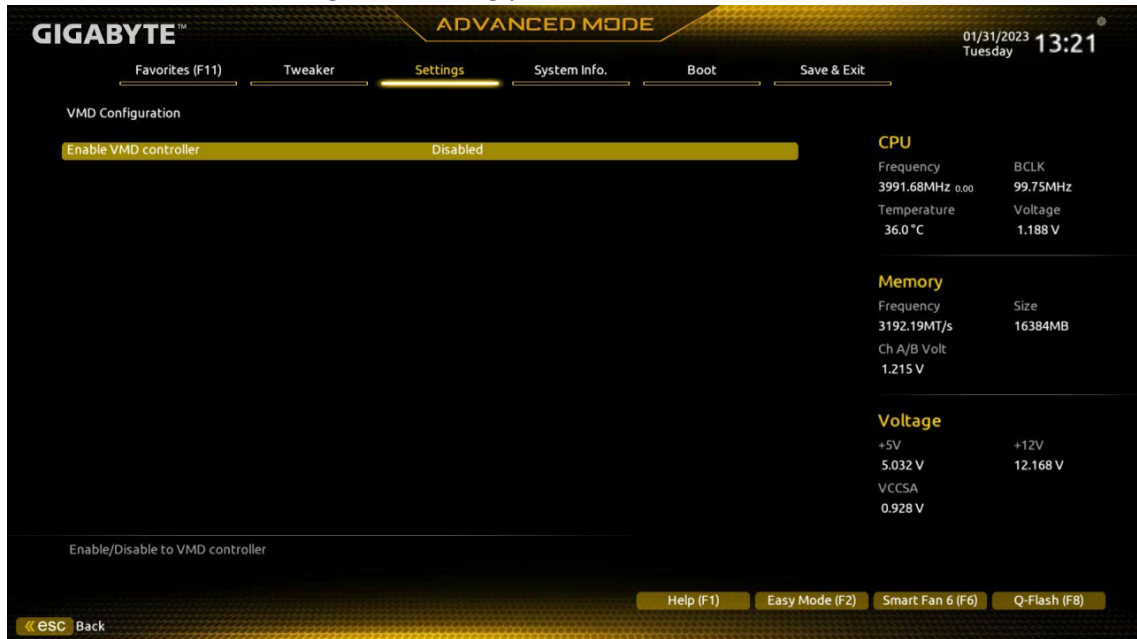 GIGABYTE™
ADVANCED MODE
01/31/2023
Tuesday
13:21
Favorites (F11) Tweaker Settings System Info. Boot Save & Exit
VMD Configuration
Enable VMD controller Disabled
CPU
Frequency BCLK
3991.68MHz 0.00 99.75MHz
Temperature Voltage
36.0 °C 1.188 V
Memory
Frequency Size
3192.19MT/s 16384MB
Ch A/B Volt
1.215 V
Voltage
+5V +12V
5.032 V 12.168 V
VCCSA
0.928 V
Enable/Disable to VMD controller
Help (F1) Easy Mode (F2) Smart Fan 6 (F6) Q-Flash (F8)
esc Back